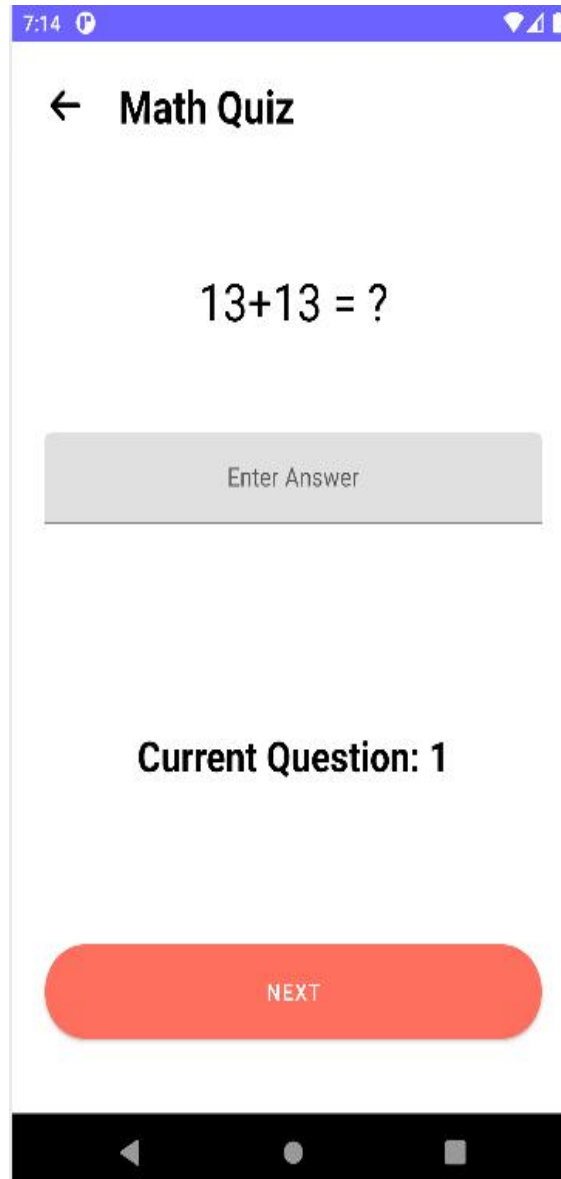 7:14
Math Quiz
13+13 = ?
Enter Answer
Current Question: 1
NEXT